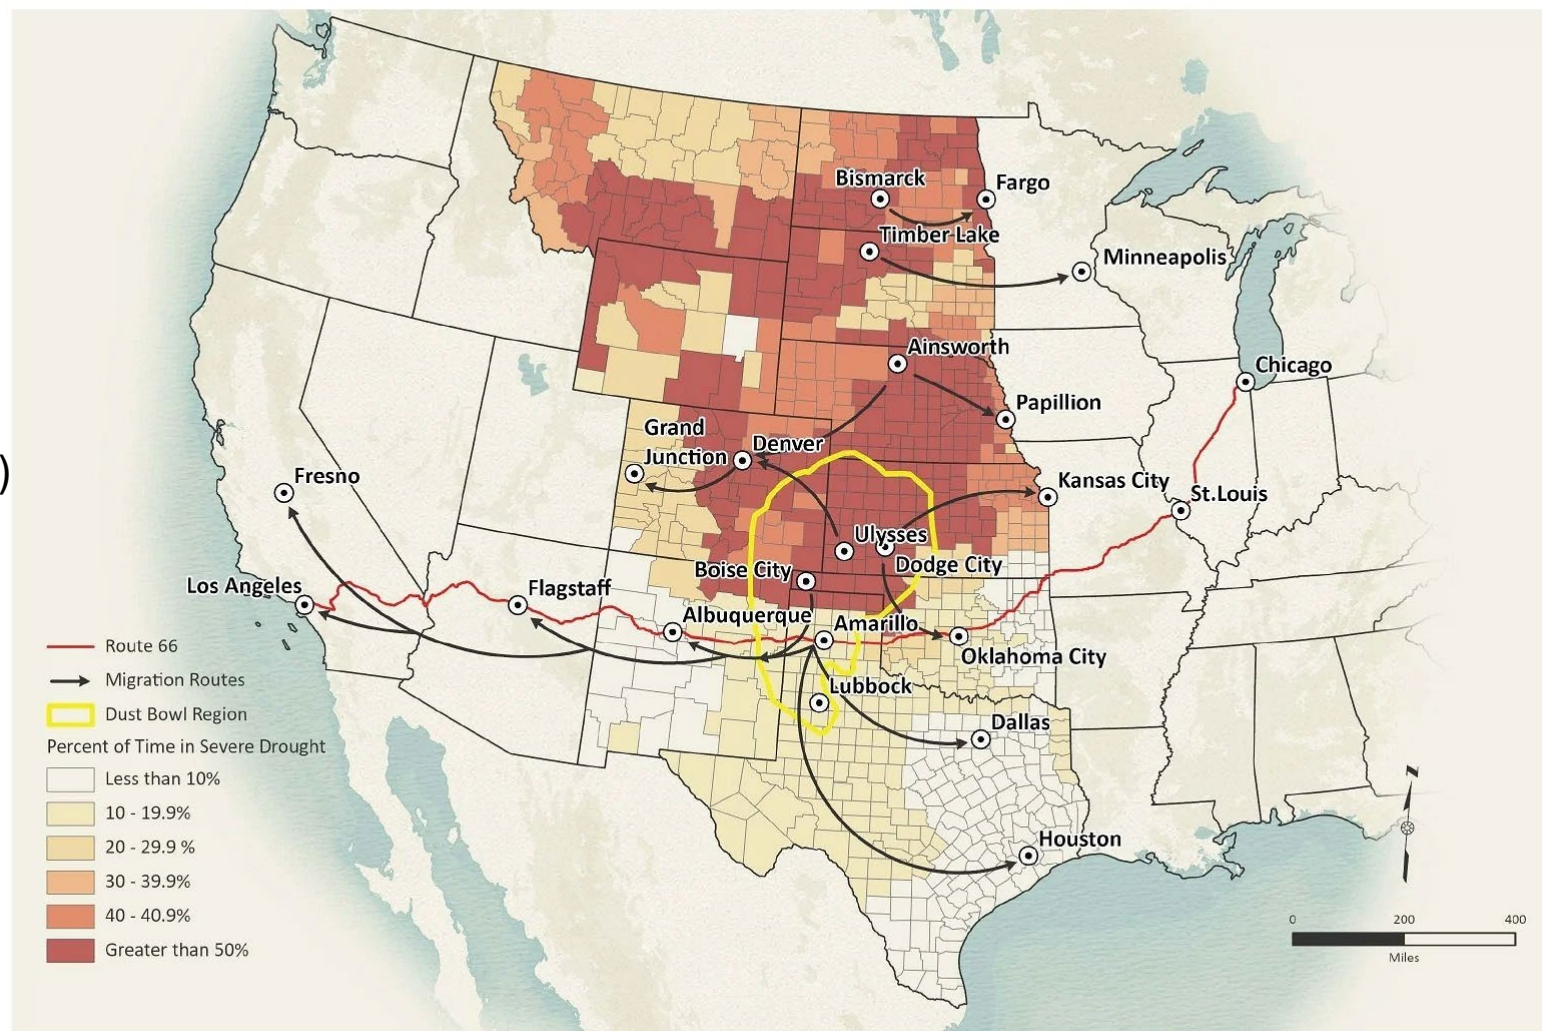 Bismarck
Fargo
Timber Lake
Minneapolis
Ainsworth
Chicago
Papillion
Grand
Junction
Denver
)
Fresno
Kansas City
St.Louis
Ulysses
Boise City
Dodge City
Los Angeles
Flagstaff
Albuquerque
Amarillo
Oklahoma City
Lubbock
Dallas
Houston
Route 66
Migration Routes
Dust Bowl Region
Percent of Time in Severe Drought
Less than 10%
10 - 19.9%
20 - 29.9 %
30 - 39.9%
40 - 40.9%
Greater than 50%
N
0 200 400
Miles